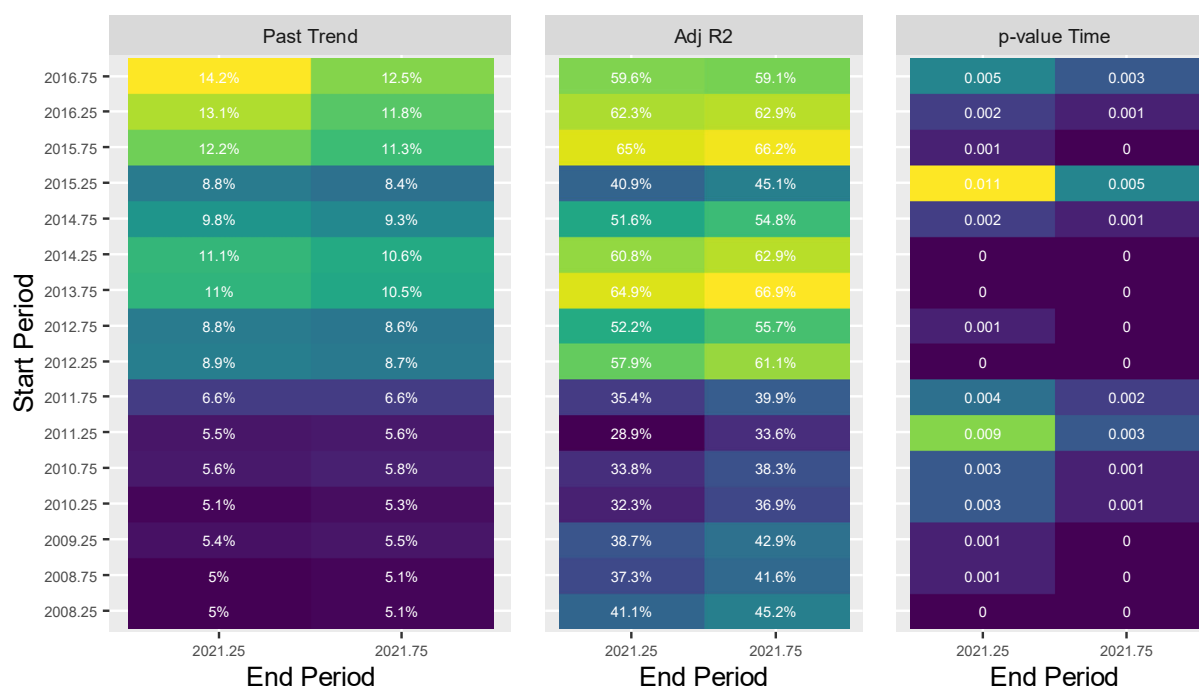 Past Trend Adj R2 p-value Time
Start Period
2016.75 14.2% 12.5% 59.6% 59.1% 0.005 0.003
2016.25 13.1% 11.8% 62.3% 62.9% 0.002 0.001
2015.75 12.2% 11.3% 65% 66.2% 0.001 0
2015.25 8.8% 8.4% 40.9% 45.1% 0.011 0.005
2014.75 9.8% 9.3% 51.6% 54.8% 0.002 0.001
2014.25 11.1% 10.6% 60.8% 62.9% 0 0
2013.75 11% 10.5% 64.9% 66.9% 0 0
2012.75 8.8% 8.6% 52.2% 55.7% 0.001 0
2012.25 8.9% 8.7% 57.9% 61.1% 0 0
2011.75 6.6% 6.6% 35.4% 39.9% 0.004 0.002
2011.25 5.5% 5.6% 28.9% 33.6% 0.009 0.003
2010.75 5.6% 5.8% 33.8% 38.3% 0.003 0.001
2010.25 5.1% 5.3% 32.3% 36.9% 0.003 0.001
2009.25 5.4% 5.5% 38.7% 42.9% 0.001 0
2008.75 5% 5.1% 37.3% 41.6% 0.001 0
2008.25 5% 5.1% 41.1% 45.2% 0 0
2021.25 2021.75 2021.25 2021.75 2021.25 2021.75
End Period End Period End Period